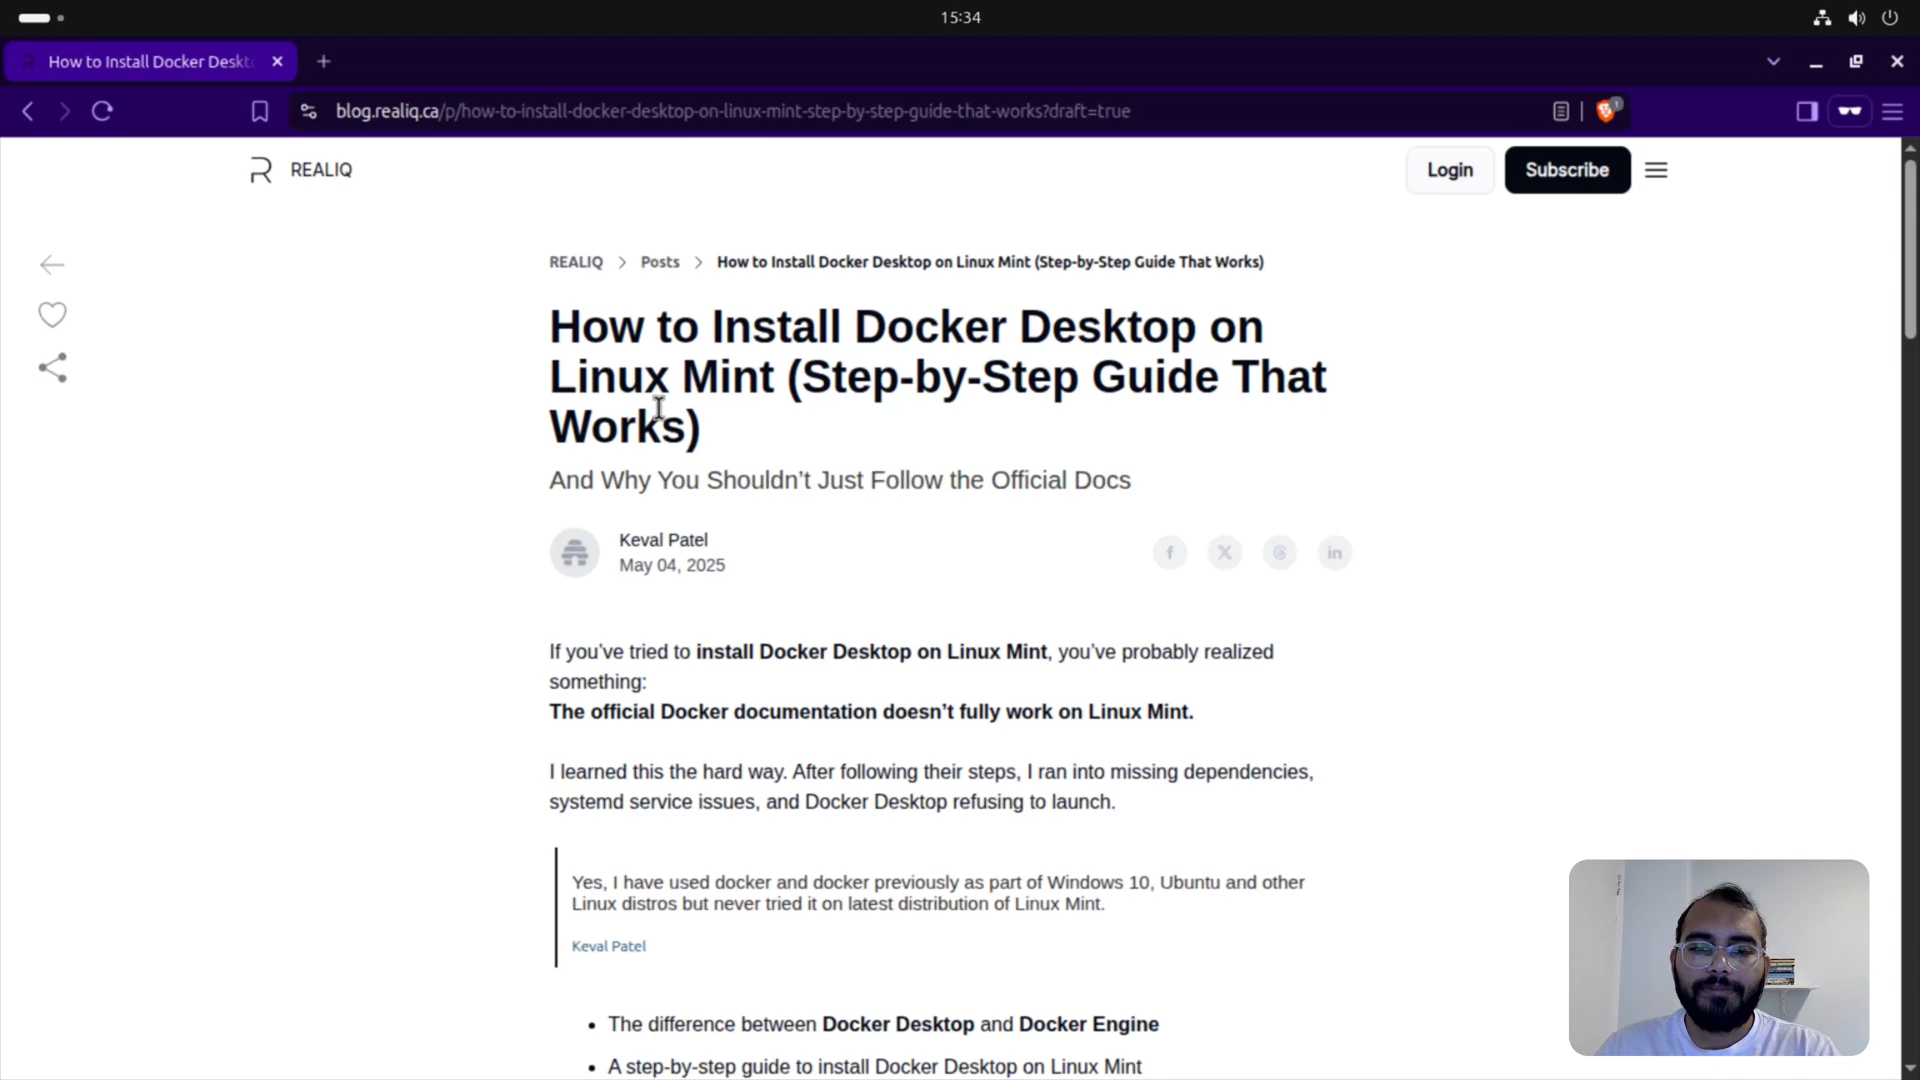 15:34
How to Install Docker Deskt
blog.realiq.ca/p/how-to-install-docker-desktop-on-linux-mint-step-by-step-guide-that-works?draft=true
1
REALIQ
Login
Subscribe
REALIQ > Posts > How to Install Docker Desktop on Linux Mint (Step-by-Step Guide That Works)
How to Install Docker Desktop on
Linux Mint (Step-by-Step Guide That
Works)
And Why You Shouldn’t Just Follow the Official Docs
Keval Patel
May 04, 2025
If you’ve tried to install Docker Desktop on Linux Mint, you’ve probably realized
something:
The official Docker documentation doesn’t fully work on Linux Mint.
I learned this the hard way. After following their steps, I ran into missing dependencies,
systemd service issues, and Docker Desktop refusing to launch.
Yes, I have used docker and docker previously as part of Windows 10, Ubuntu and other
Linux distros but never tried it on latest distribution of Linux Mint.
Keval Patel
• The difference between Docker Desktop and Docker Engine
• A step-by-step guide to install Docker Desktop on Linux Mint